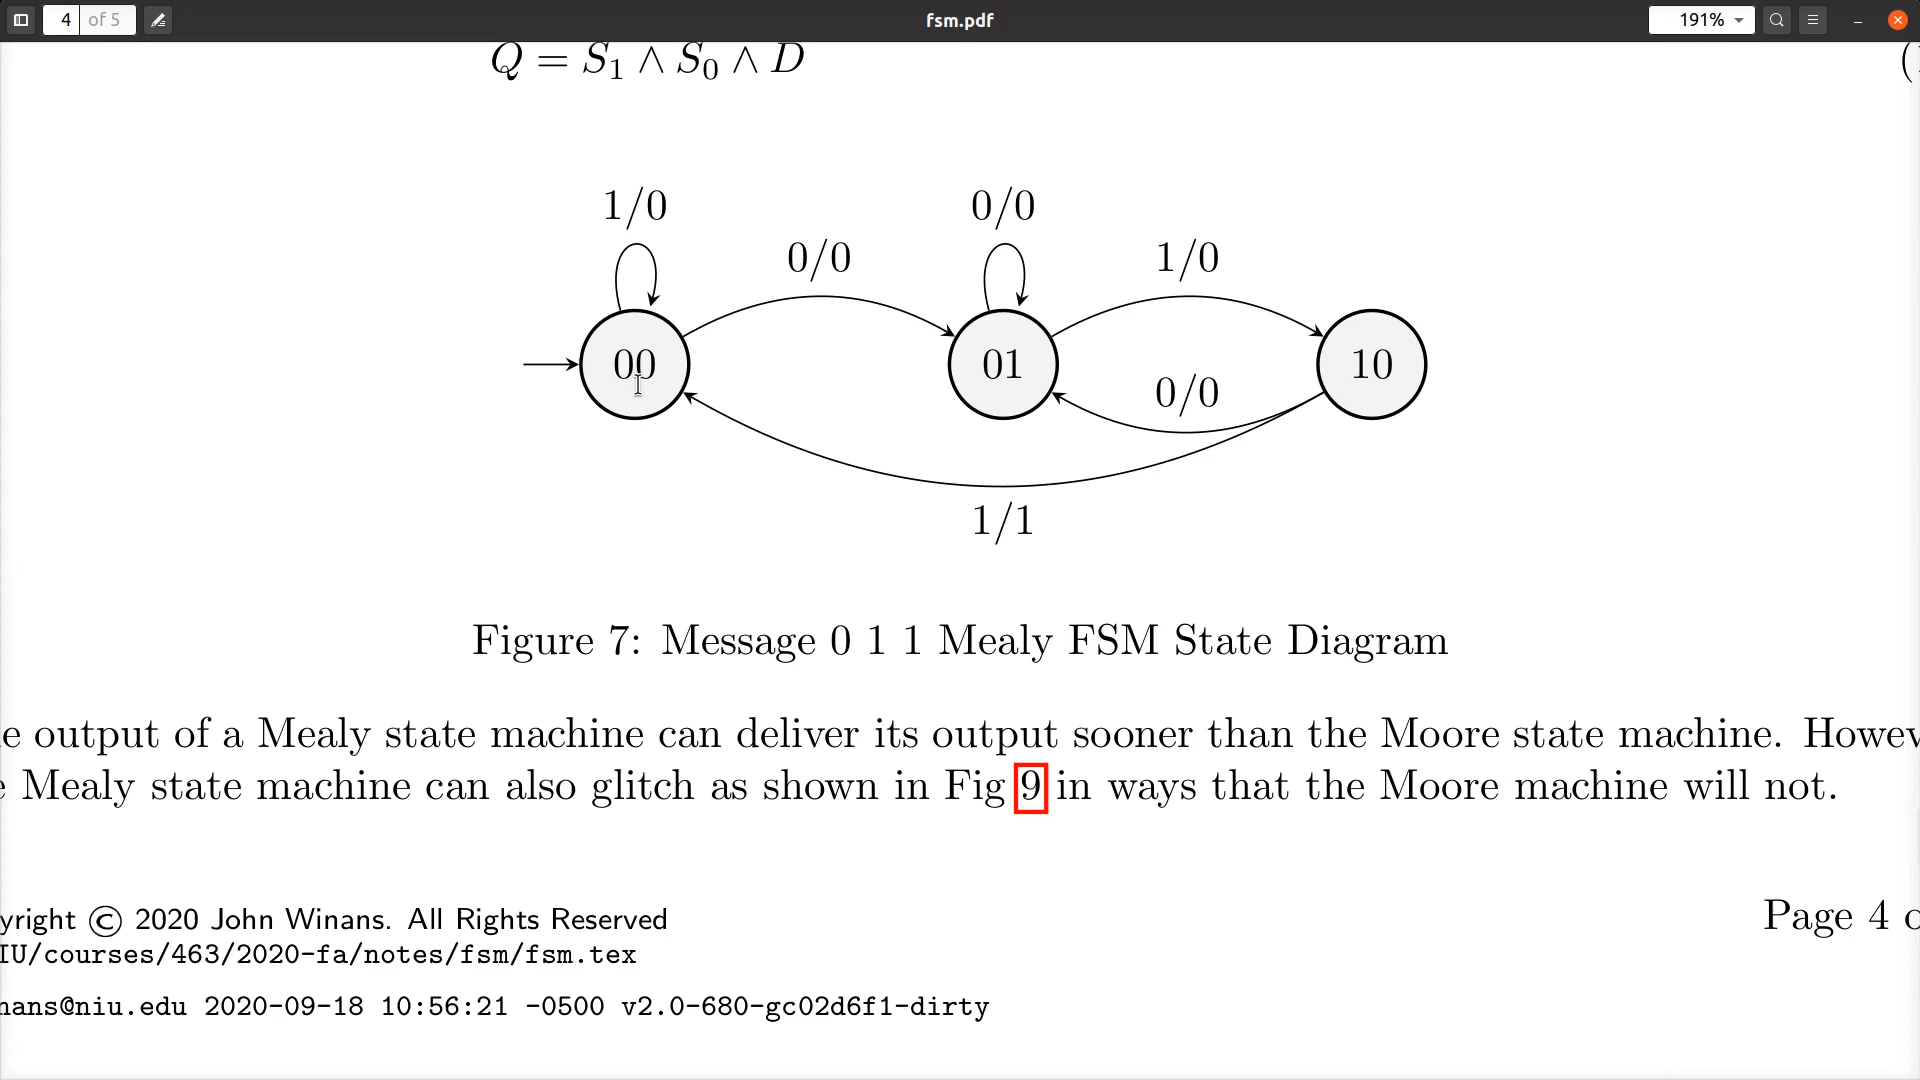 4 of 5
fsm.pdf
191%
Q = S1 ∧ S0 ∧ D (
1/0
0/0
0/0
1/0
00
01
10
0/0
1/1
Figure 7: Message 0 1 1 Mealy FSM State Diagram
e output of a Mealy state machine can deliver its output sooner than the Moore state machine. Howev
e Mealy state machine can also glitch as shown in Fig 9 in ways that the Moore machine will not.
yright © 2020 John Winans. All Rights Reserved
Page 4 o
IU/courses/463/2020-fa/notes/fsm/fsm.tex
nans@niu.edu 2020-09-18 10:56:21 -0500 v2.0-680-gc02d6f1-dirty